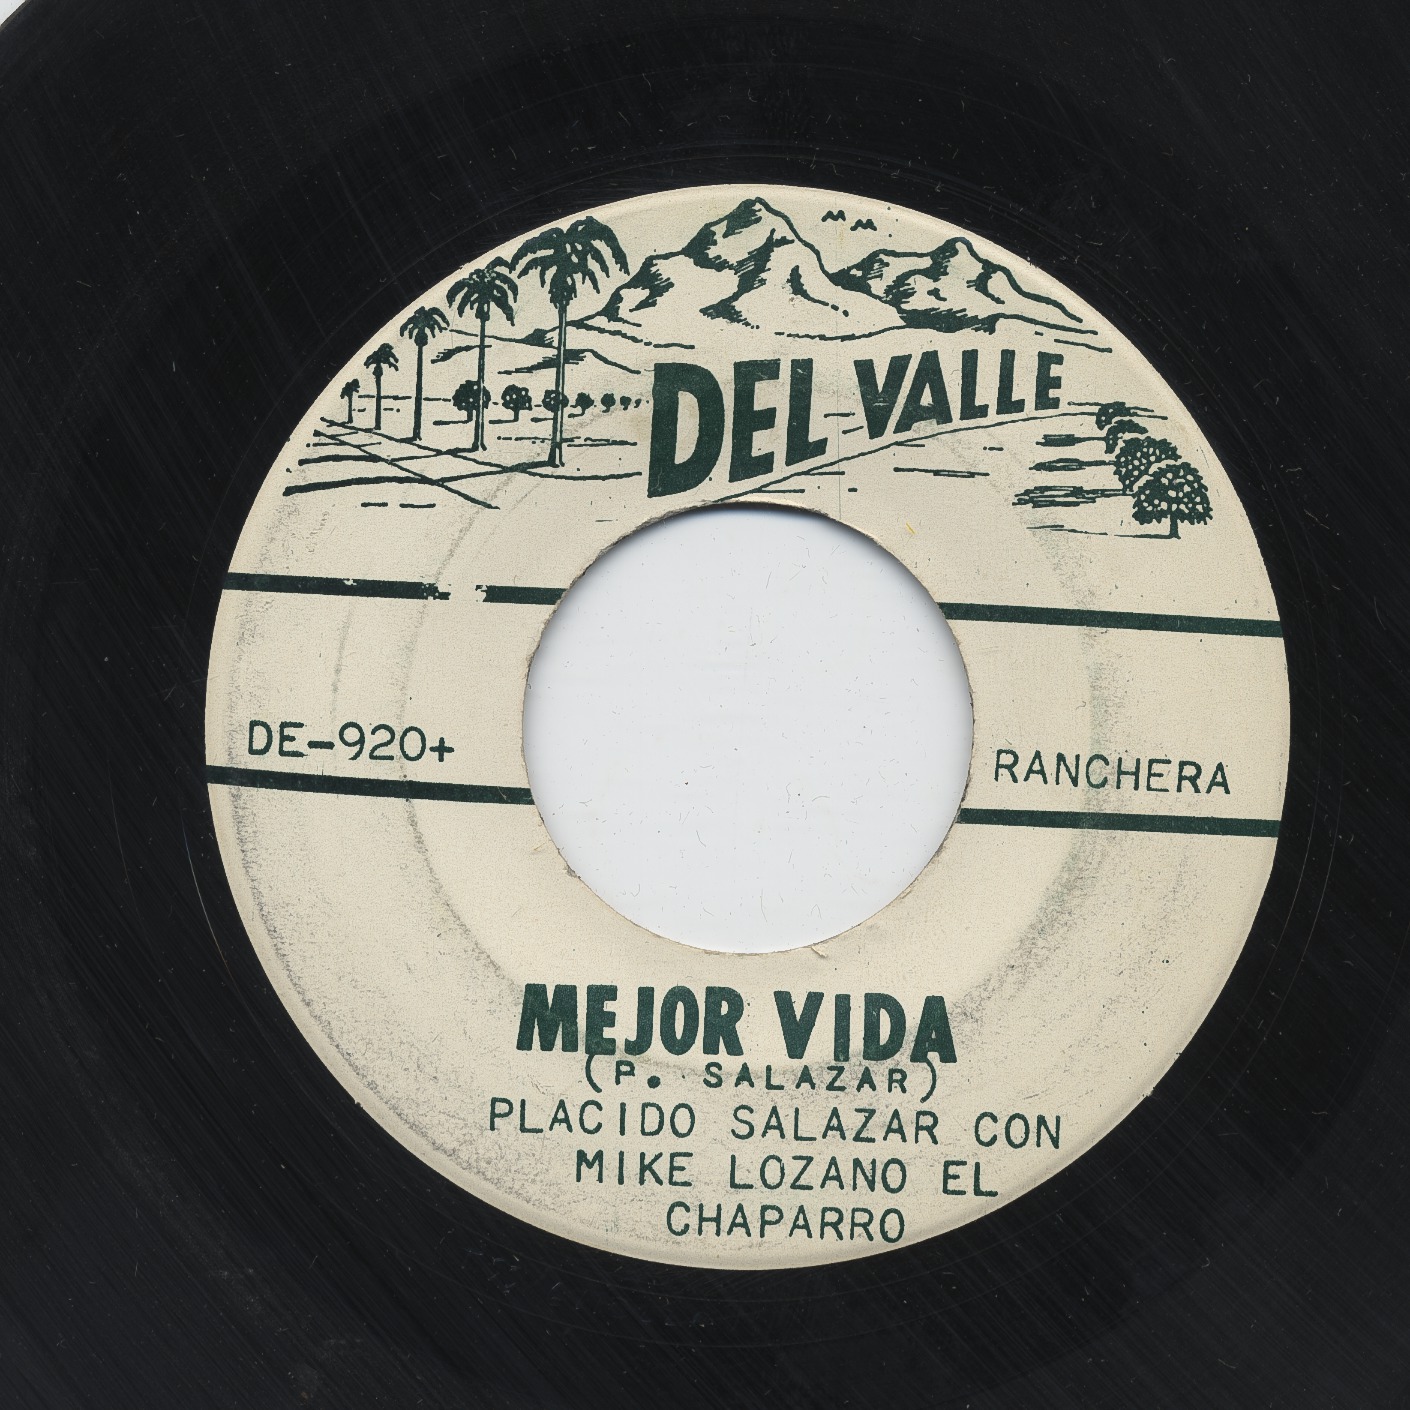 DEL VALLE
DE-920+
RANCHERA
MEJOR VIDA
(P. SALAZAR)
PLACIDO SALAZAR CON
MIKE LOZANO EL
CHAPARRO